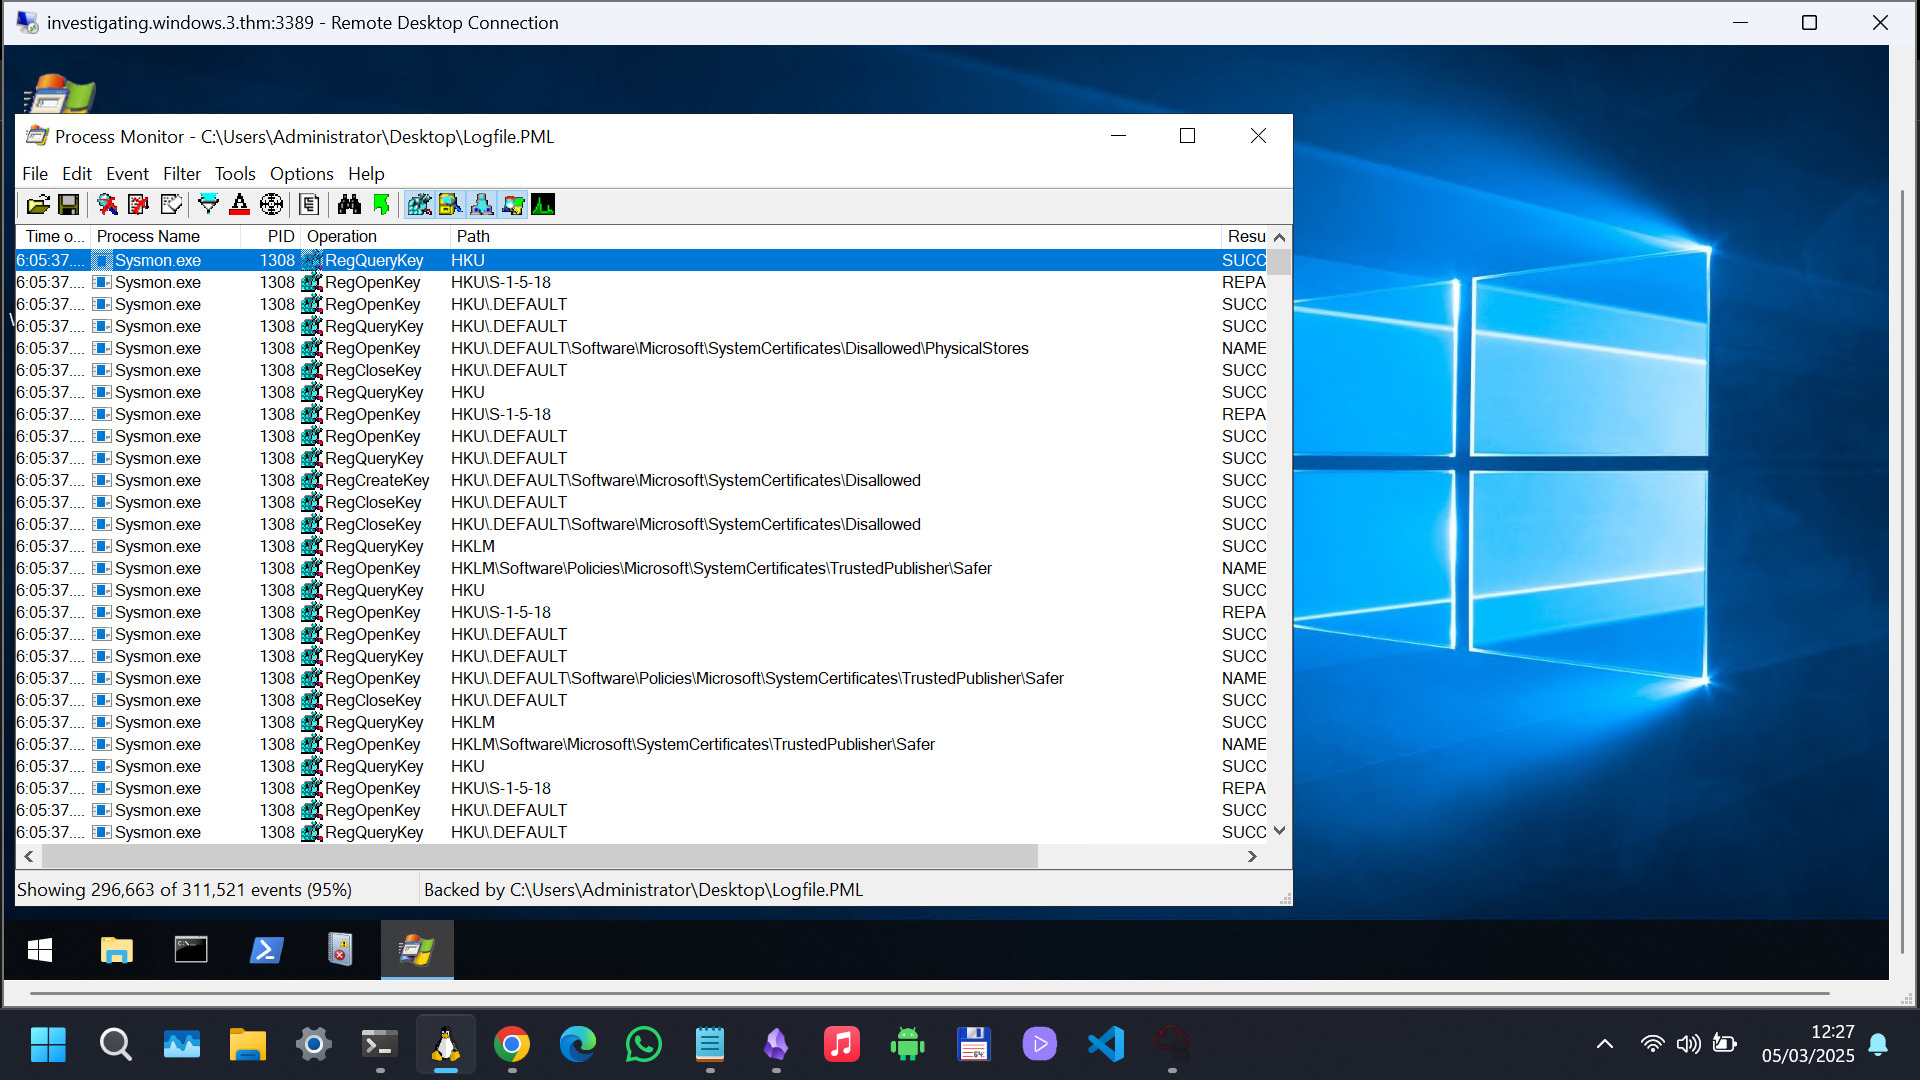 investigating.windows.3.thm:3389 - Remote Desktop Connection
Process Monitor - C:\Users\Administrator\Desktop\Logfile.PML
File Edit Event Filter Tools Options Help
Time o... Process Name PID Operation Path Resu
6:05:37.... Sysmon.exe 1308 RegQueryKey HKU SUCC
6:05:37.... Sysmon.exe 1308 RegOpenKey HKU\S-1-5-18 REPA
6:05:37.... Sysmon.exe 1308 RegOpenKey HKU\.DEFAULT SUCC
6:05:37.... Sysmon.exe 1308 RegQueryKey HKU\.DEFAULT SUCC
6:05:37.... Sysmon.exe 1308 RegOpenKey HKU\.DEFAULT\Software\Microsoft\SystemCertificates\Disallowed\PhysicalStores NAME
6:05:37.... Sysmon.exe 1308 RegCloseKey HKU\.DEFAULT SUCC
6:05:37.... Sysmon.exe 1308 RegQueryKey HKU SUCC
6:05:37.... Sysmon.exe 1308 RegOpenKey HKU\S-1-5-18 REPA
6:05:37.... Sysmon.exe 1308 RegOpenKey HKU\.DEFAULT SUCC
6:05:37.... Sysmon.exe 1308 RegQueryKey HKU\.DEFAULT SUCC
6:05:37.... Sysmon.exe 1308 RegCreateKey HKU\.DEFAULT\Software\Microsoft\SystemCertificates\Disallowed SUCC
6:05:37.... Sysmon.exe 1308 RegCloseKey HKU\.DEFAULT SUCC
6:05:37.... Sysmon.exe 1308 RegCloseKey HKU\.DEFAULT\Software\Microsoft\SystemCertificates\Disallowed SUCC
6:05:37.... Sysmon.exe 1308 RegQueryKey HKLM SUCC
6:05:37.... Sysmon.exe 1308 RegOpenKey HKLM\Software\Policies\Microsoft\SystemCertificates\TrustedPublisher\Safer NAME
6:05:37.... Sysmon.exe 1308 RegQueryKey HKU SUCC
6:05:37.... Sysmon.exe 1308 RegOpenKey HKU\S-1-5-18 REPA
6:05:37.... Sysmon.exe 1308 RegOpenKey HKU\.DEFAULT SUCC
6:05:37.... Sysmon.exe 1308 RegQueryKey HKU\.DEFAULT SUCC
6:05:37.... Sysmon.exe 1308 RegOpenKey HKU\.DEFAULT\Software\Policies\Microsoft\SystemCertificates\TrustedPublisher\Safer NAME
6:05:37.... Sysmon.exe 1308 RegCloseKey HKU\.DEFAULT SUCC
6:05:37.... Sysmon.exe 1308 RegQueryKey HKLM SUCC
6:05:37.... Sysmon.exe 1308 RegOpenKey HKLM\Software\Microsoft\SystemCertificates\TrustedPublisher\Safer NAME
6:05:37.... Sysmon.exe 1308 RegQueryKey HKU SUCC
6:05:37.... Sysmon.exe 1308 RegOpenKey HKU\S-1-5-18 REPA
6:05:37.... Sysmon.exe 1308 RegOpenKey HKU\.DEFAULT SUCC
6:05:37.... Sysmon.exe 1308 RegQueryKey HKU\.DEFAULT SUCC
Showing 296,663 of 311,521 events (95%) Backed by C:\Users\Administrator\Desktop\Logfile.PML
12:27
05/03/2025